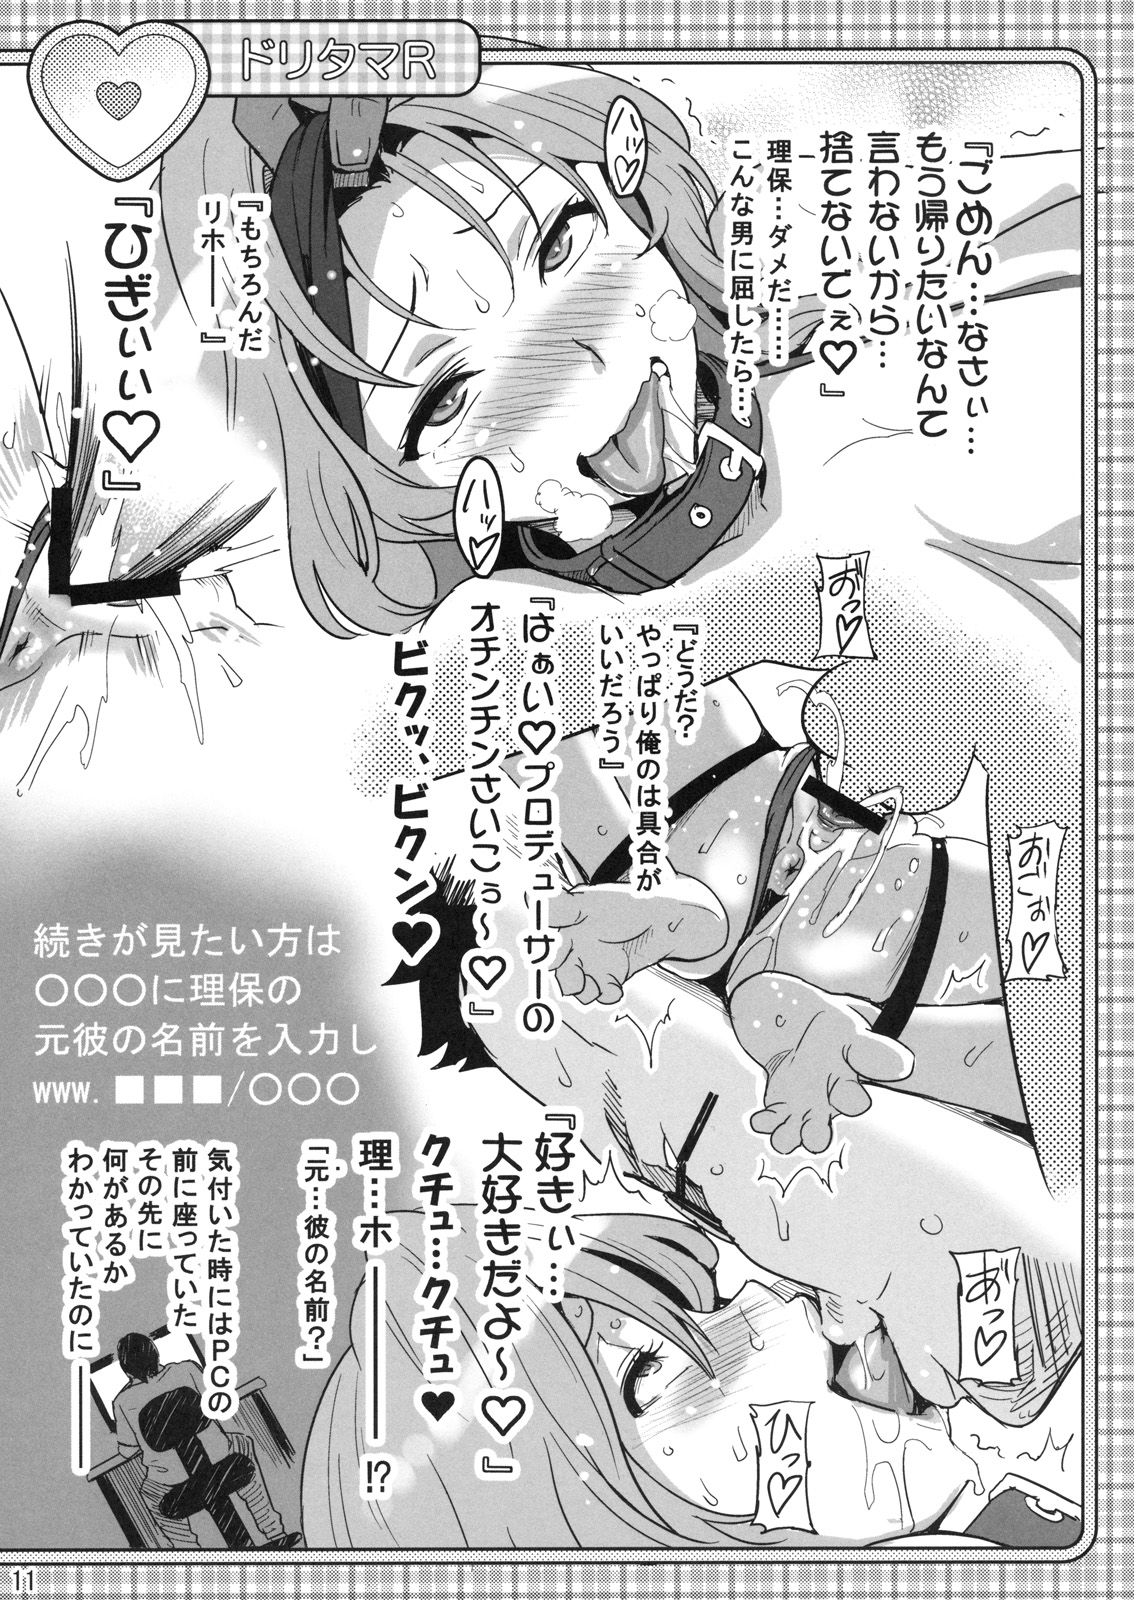 ドリタマR
『ごめん…なさぃ…
もう帰りたいなんて
言わないから…
捨てないでぇ♡』
理保…ダメだ……
こんな男に屈したら…
ハッ♡
『もちろんだ
リホ――』
『ひぎぃぃぃ♡』
ハッ♡
おっ♡
『どうだ?
やっぱり俺のは具合が
いいだろう』
『はぁい♡プロデューサーの
オチンチンさいこぅ～♡』
ビクッ、ビクン♥
おごぉ♡
続きが見たい方は
○○○に理保の
元彼の名前を入力し
www.■■■/○○○
『好きぃ…
大好きだよ～♡』
クチュ…クチュ♥
理…ホ――――!?
「元…彼の名前?」
あっ♡
ひっ♡
気付いた時にはPCの
前に座っていた
その先に
何があるか
わかっていたのに――
11